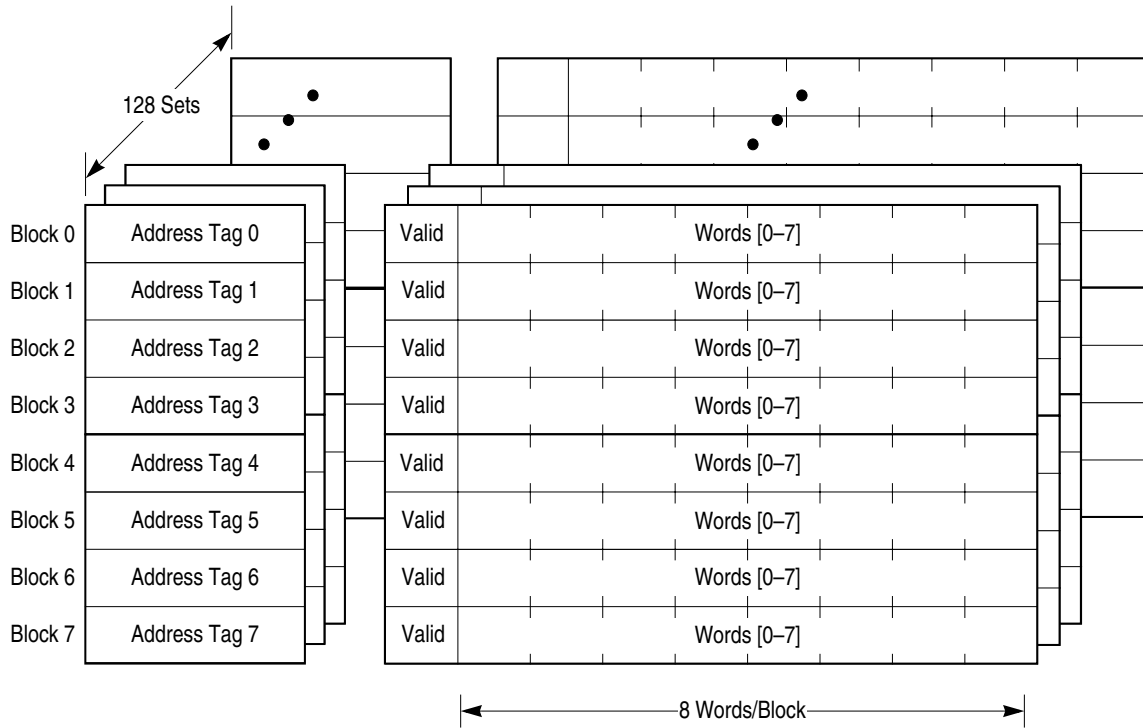 128 Sets
Block 0 Address Tag 0 Valid Words [0–7]
Block 1 Address Tag 1 Valid Words [0–7]
Block 2 Address Tag 2 Valid Words [0–7]
Block 3 Address Tag 3 Valid Words [0–7]
Block 4 Address Tag 4 Valid Words [0–7]
Block 5 Address Tag 5 Valid Words [0–7]
Block 6 Address Tag 6 Valid Words [0–7]
Block 7 Address Tag 7 Valid Words [0–7]
8 Words/Block